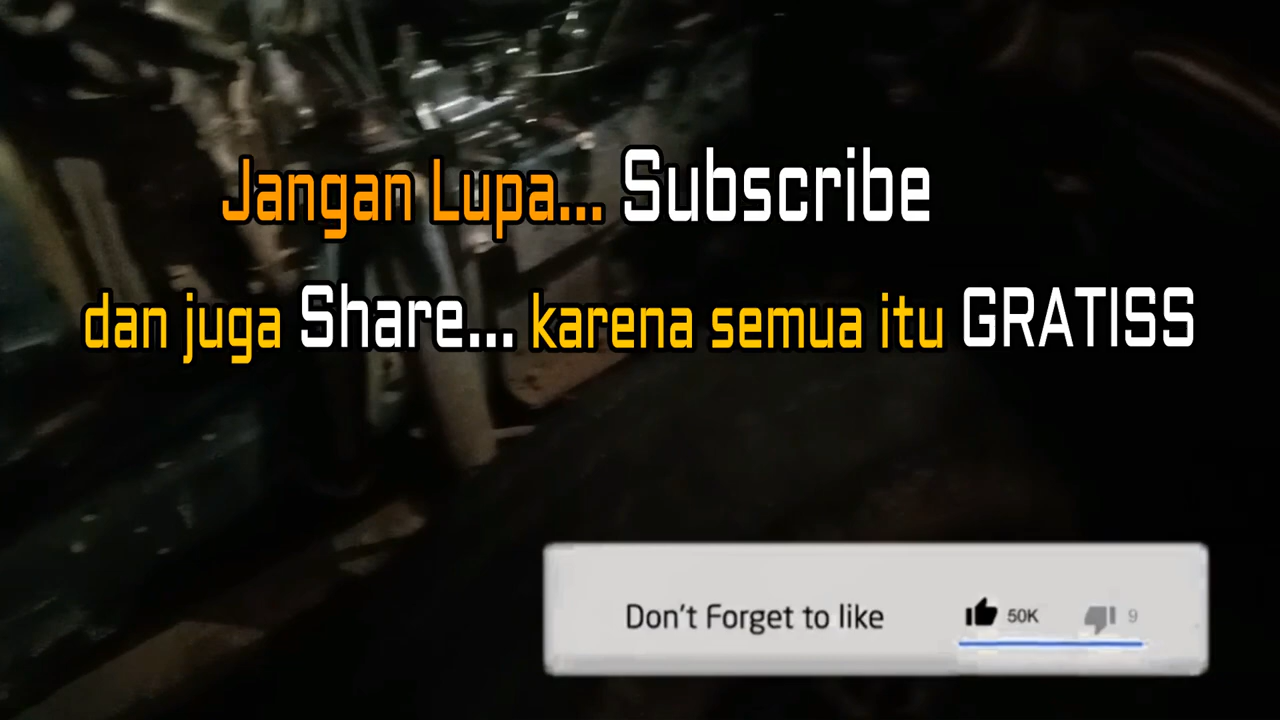 Jangan Lupa... Subscribe
dan juga Share... karena semua itu GRATISS
Don't Forget to like 50K 9